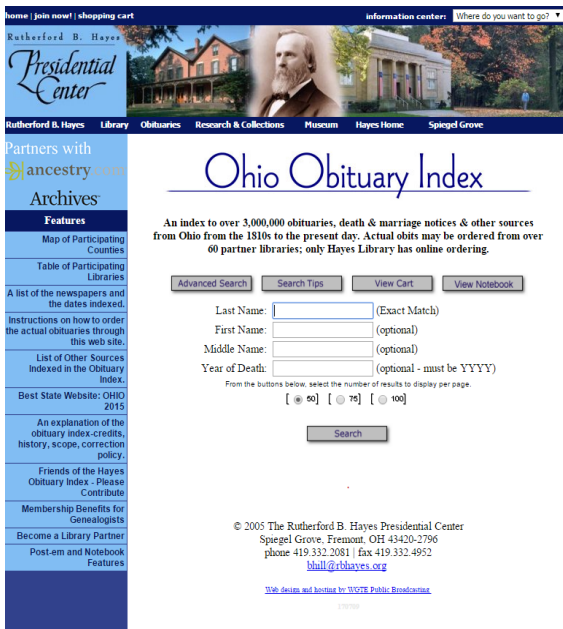 home | join now! | shopping cart
information center: Where do you want to go?
Rutherford B. Hayes
Presidential
Center
Rutherford B. Hayes Library Obituaries Research & Collections Museum Hayes Home Spiegel Grove
Partners with
ancestry.com
Archives
Features
Map of Participating
Counties
Table of Participating
Libraries
A list of the newspapers and
the dates indexed.
Instructions on how to order
the actual obituaries through
this web site.
List of Other Sources
Indexed in the Obituary
Index.
Best State Website: OHIO
2015
An explanation of the
obituary index-credits,
history, scope, correction
policy.
Friends of the Hayes
Obituary Index - Please
Contribute
Membership Benefits for
Genealogists
Become a Library Partner
Post-em and Notebook
Features
Ohio Obituary Index
An index to over 3,000,000 obituaries, death & marriage notices & other sources
from Ohio from the 1810s to the present day. Actual obits may be ordered from over
60 partner libraries; only Hayes Library has online ordering.
Advanced Search Search Tips View Cart View Notebook
Last Name: (Exact Match)
First Name: (optional)
Middle Name: (optional)
Year of Death: (optional - must be YYYY)
From the buttons below, select the number of results to display per page.
[ 50] [ 75] [ 100]
Search
.
© 2005 The Rutherford B. Hayes Presidential Center
Spiegel Grove, Fremont, OH 43420-2796
phone 419.332.2081 | fax 419.332.4952
bhill@rbhayes.org
Web design and hosting by WGTE Public Broadcasting